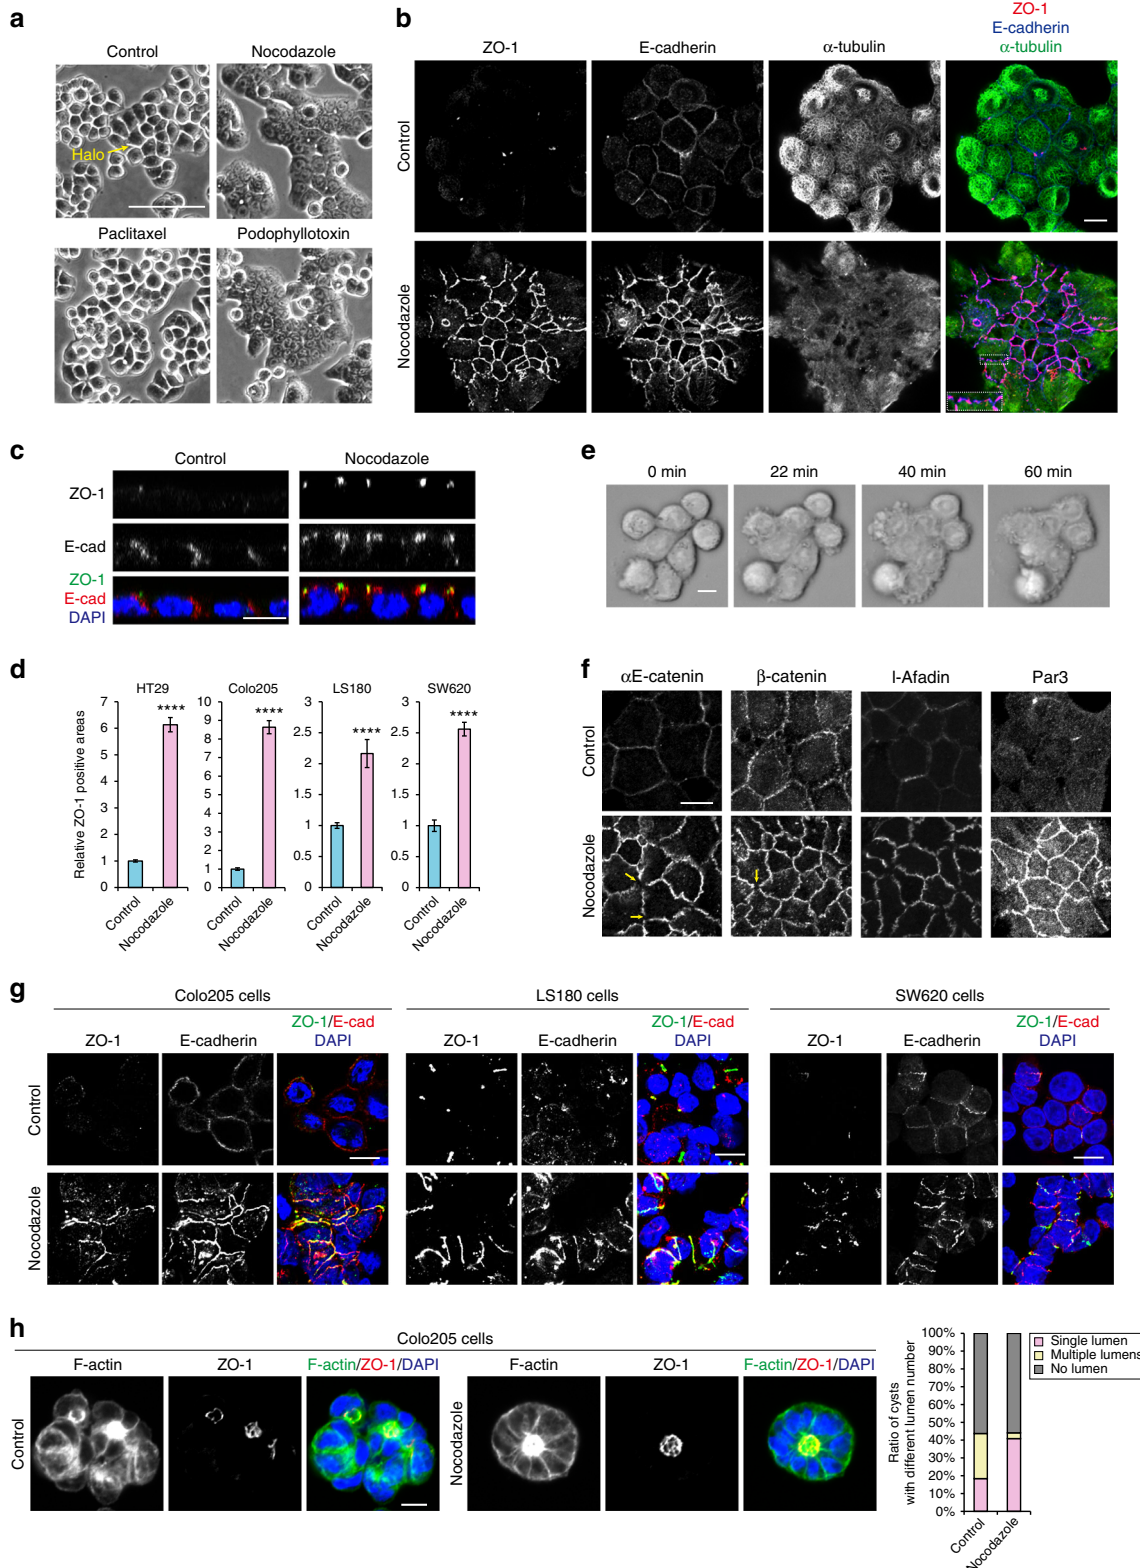 a
Control
Nocodazole
Halo
Paclitaxel
Podophyllotoxin
b
ZO-1
E-cadherin
α-tubulin
ZO-1
E-cadherin
α-tubulin
Control
Nocodazole
c
Control
Nocodazole
ZO-1
E-cad
ZO-1
E-cad
DAPI
e
0 min
22 min
40 min
60 min
d
Relative ZO-1 positive areas
HT29
7
6
5
4
3
2
1
0
****
Control
Nocodazole
Colo205
10
9
8
7
6
5
4
3
2
1
0
****
Control
Nocodazole
LS180
3
2.5
2
1.5
1
0.5
0
****
Control
Nocodazole
SW620
3
2.5
2
1.5
1
0.5
0
****
Control
Nocodazole
f
αE-catenin
β-catenin
l-Afadin
Par3
Control
Nocodazole
g
Colo205 cells
ZO-1
E-cadherin
ZO-1/E-cad
DAPI
LS180 cells
ZO-1
E-cadherin
ZO-1/E-cad
DAPI
SW620 cells
ZO-1
E-cadherin
ZO-1/E-cad
DAPI
Control
Nocodazole
h
Colo205 cells
F-actin
ZO-1
F-actin/ZO-1/DAPI
Control
F-actin
ZO-1
F-actin/ZO-1/DAPI
Nocodazole
Ratio of cysts
with different lumen number
100%
90%
80%
70%
60%
50%
40%
30%
20%
10%
0%
Control
Nocodazole
Single lumen
Multiple lumens
No lumen